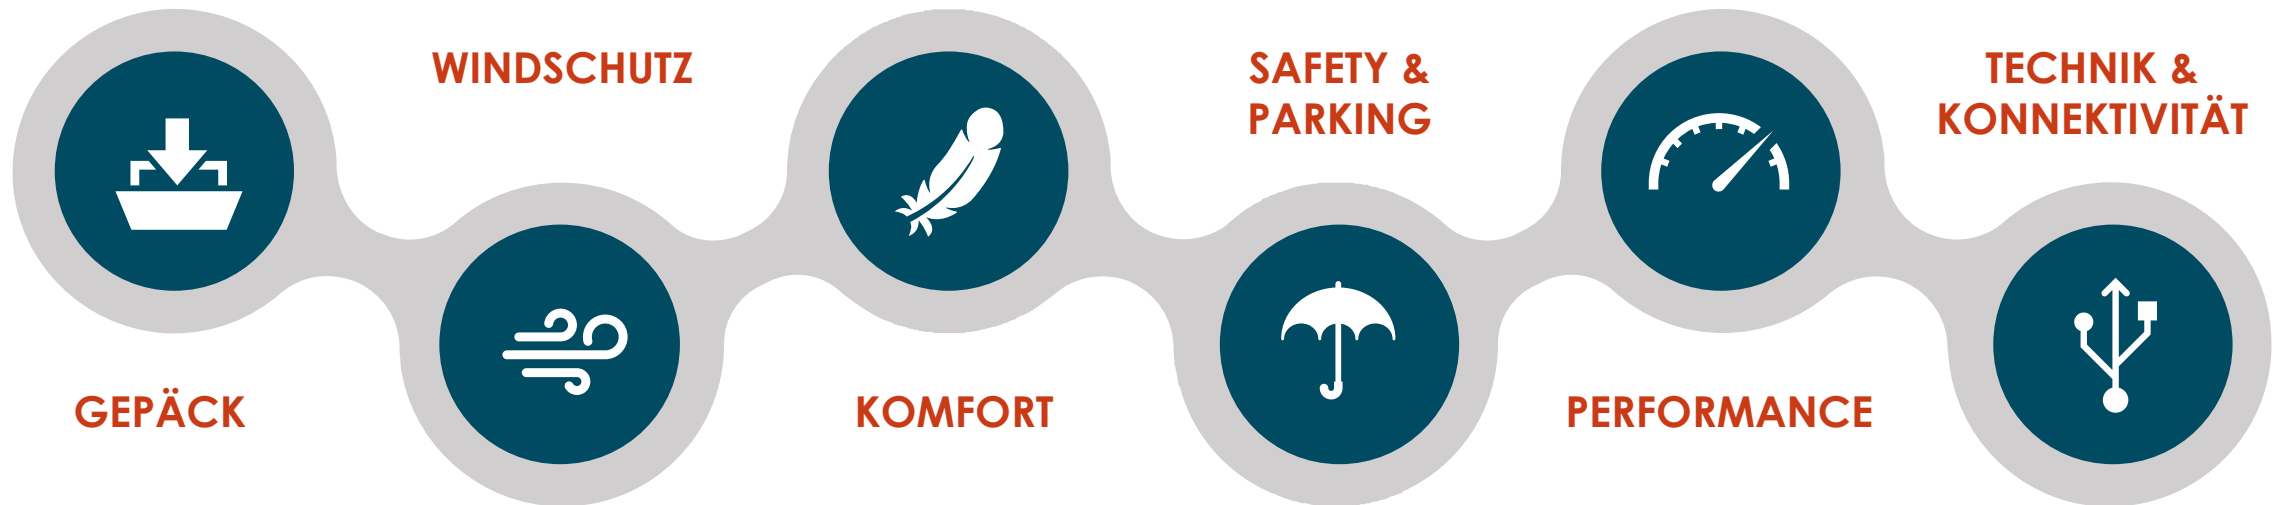 GEPÄCK
WINDSCHUTZ
KOMFORT
SAFETY &
PARKING
PERFORMANCE
TECHNIK &
KONNEKTIVITÄT